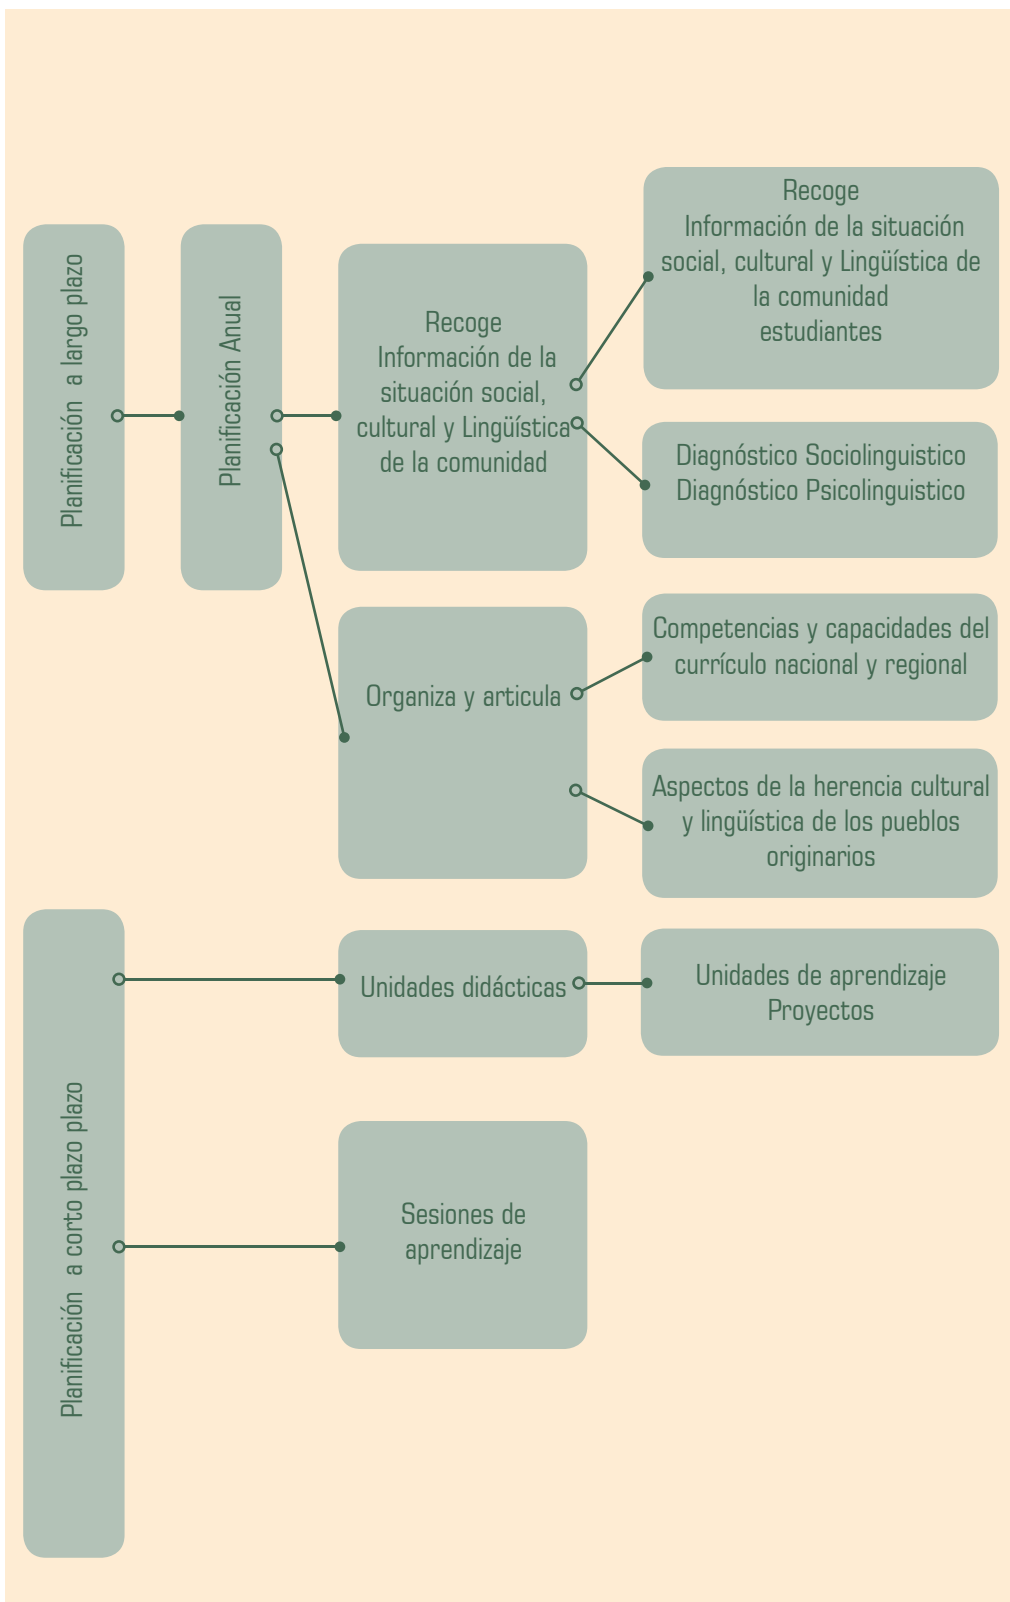 Planificación a largo plazo
Planificación Anual
Recoge
Información de la
situación social,
cultural y Lingüística
de la comunidad
Recoge
Información de la situación
social, cultural y Lingüística de
la comunidad
estudiantes
Diagnóstico Sociolinguistico
Diagnóstico Psicolinguistico
Organiza y articula
Competencias y capacidades del
currículo nacional y regional
Aspectos de la herencia cultural
y lingüística de los pueblos
originarios
Planificación a corto plazo plazo
Unidades didácticas
Unidades de aprendizaje
Proyectos
Sesiones de
aprendizaje